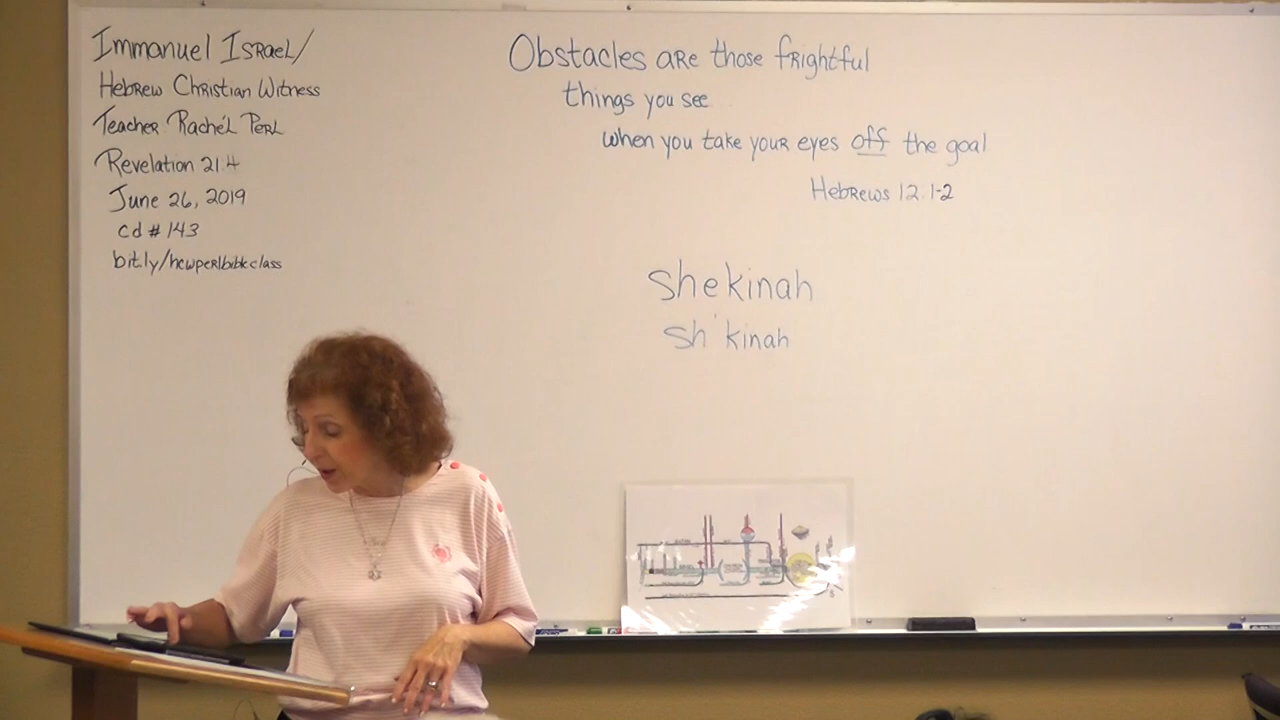 Immanuel Israel/
Hebrew Christian Witness
Teacher: Rachél Perl
Revelation 21:4
June 26, 2019
cd # 143
bit.ly/hcwperlbibleclass
Obstacles are those frightful
things you see
when you take your eyes off the goal
Hebrews 12:1-2
shekinah
sh'kinah